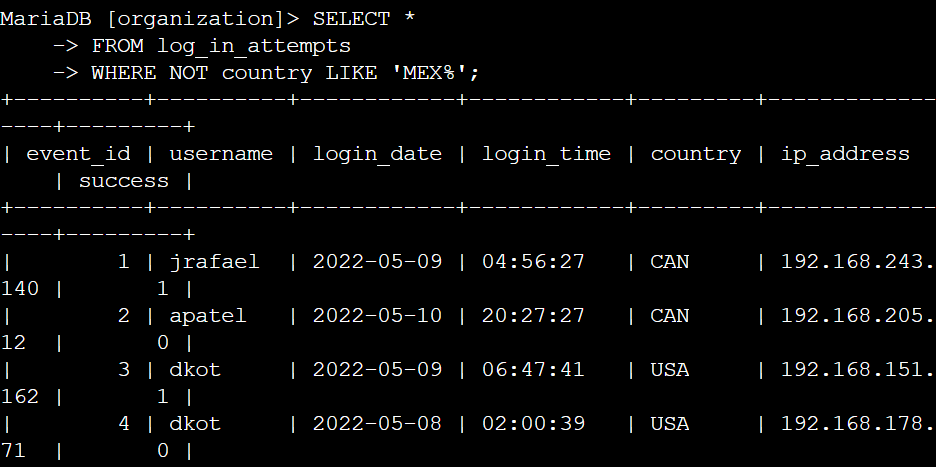 MariaDB [organization]> SELECT *
    -> FROM log_in_attempts
    -> WHERE NOT country LIKE 'MEX%';
+----------+----------+------------+------------+---------+-------------
----+---------+
| event_id | username | login_date | login_time | country | ip_address
    | success |
+----------+----------+------------+------------+---------+-------------
----+---------+
|        1 | jrafael  | 2022-05-09 | 04:56:27   | CAN     | 192.168.243.
140 |       1 |
|        2 | apatel   | 2022-05-10 | 20:27:27   | CAN     | 192.168.205.
12  |       0 |
|        3 | dkot     | 2022-05-09 | 06:47:41   | USA     | 192.168.151.
162 |       1 |
|        4 | dkot     | 2022-05-08 | 02:00:39   | USA     | 192.168.178.
71  |       0 |